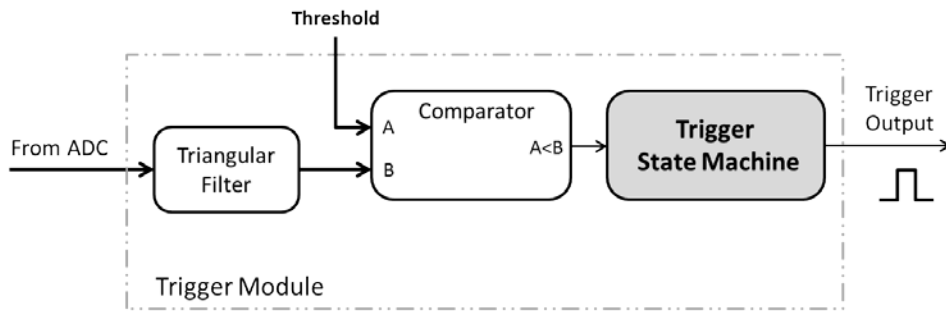 Threshold
From ADC
Triangular
Filter
Comparator
A
B
A<B
Trigger
State Machine
Trigger
Output
Trigger Module